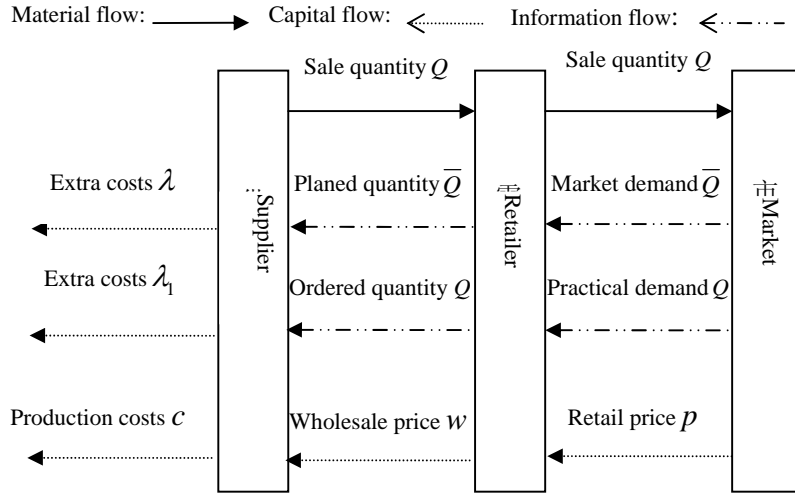 Material flow: Capital flow: Information flow:
Sale quantity Q Sale quantity Q
Extra costs λ Planed quantity Q̅ Market demand Q̅
Extra costs λ₁ Ordered quantity Q Practical demand Q
Production costs c Wholesale price w Retail price p
Supplier
Retailer
Market